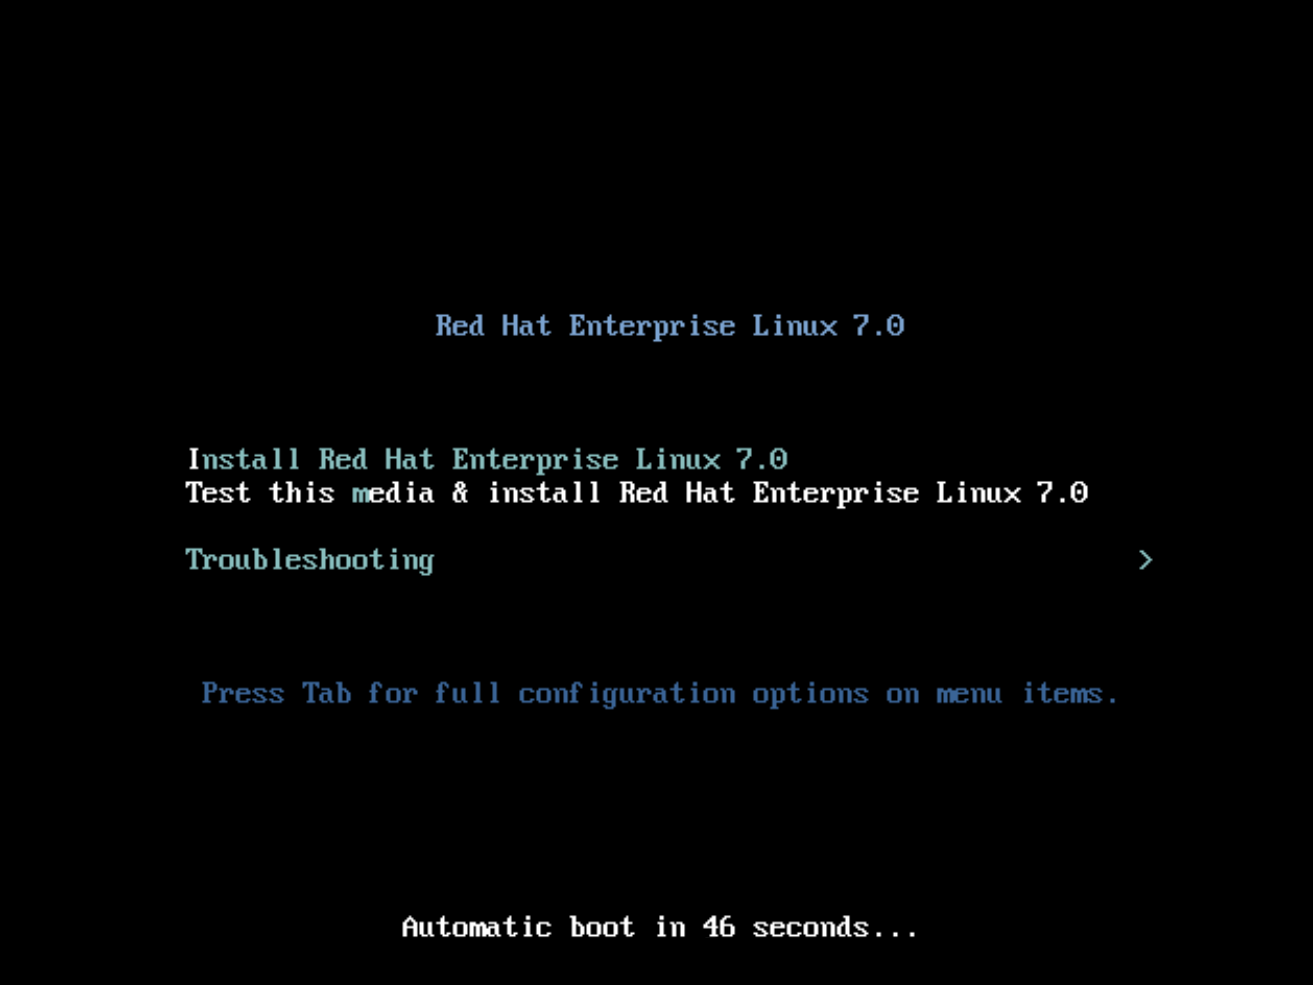 Red Hat Enterprise Linux 7.0
Install Red Hat Enterprise Linux 7.0
Test this media & install Red Hat Enterprise Linux 7.0
Troubleshooting >
Press Tab for full configuration options on menu items.
Automatic boot in 46 seconds...